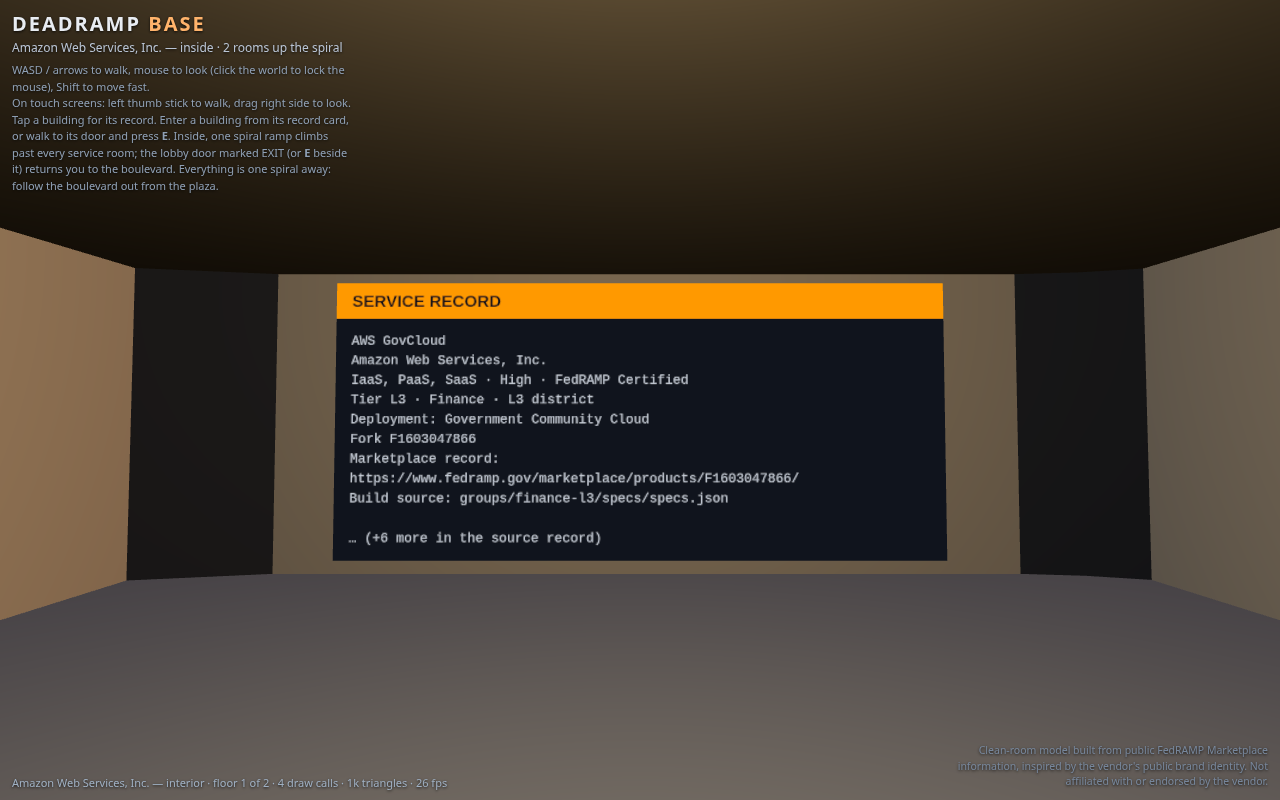 DEADRAMP BASE
Amazon Web Services, Inc. — inside · 2 rooms up the spiral
WASD / arrows to walk, mouse to look (click the world to lock the
mouse), Shift to move fast.
On touch screens: left thumb stick to walk, drag right side to look.
Tap a building for its record. Enter a building from its record card,
or walk to its door and press E. Inside, one spiral ramp climbs
past every service room; the lobby door marked EXIT (or E beside
it) returns you to the boulevard. Everything is one spiral away:
follow the boulevard out from the plaza.
SERVICE RECORD
AWS GovCloud
Amazon Web Services, Inc.
IaaS, PaaS, SaaS · High · FedRAMP Certified
Tier L3 · Finance · L3 district
Deployment: Government Community Cloud
Fork F1603047866
Marketplace record:
https://www.fedramp.gov/marketplace/products/F1603047866/
Build source: groups/finance-l3/specs/specs.json
… (+6 more in the source record)
Clean-room model built from public FedRAMP Marketplace
information, inspired by the vendor's public brand identity. Not
affiliated with or endorsed by the vendor.
Amazon Web Services, Inc. — interior · floor 1 of 2 · 4 draw calls · 1k triangles · 26 fps